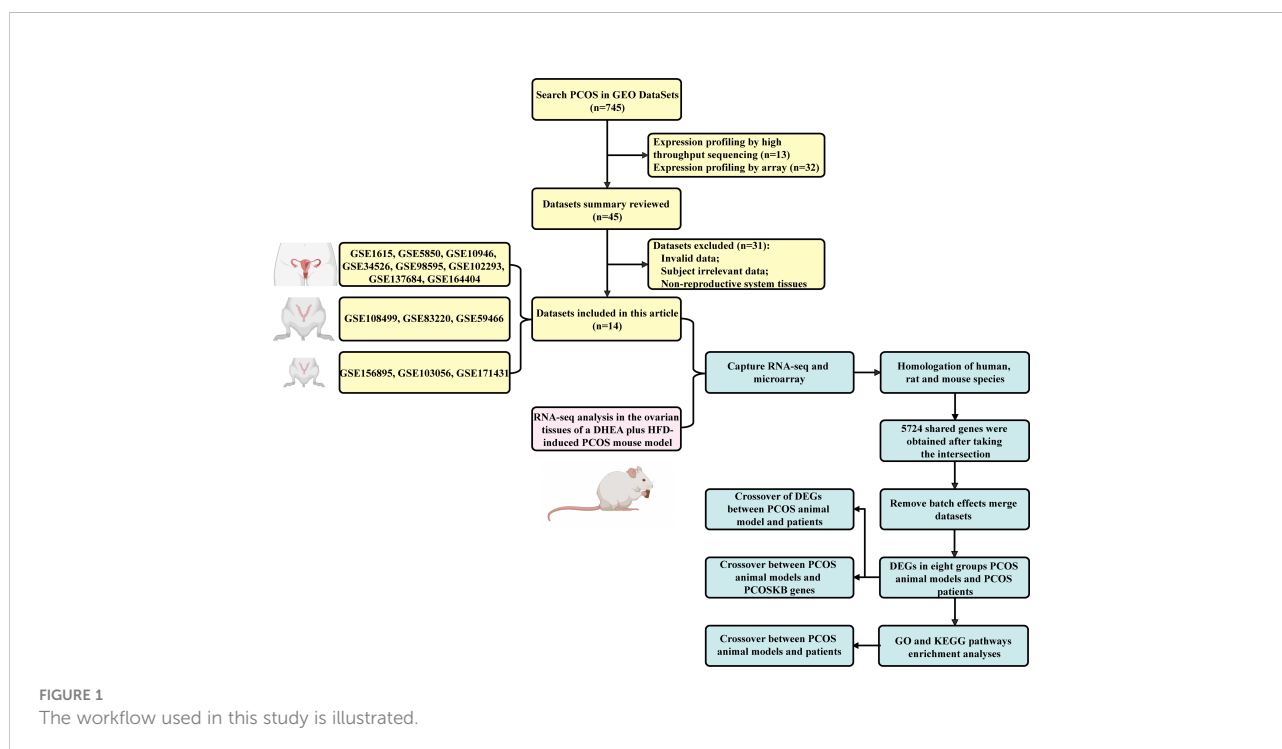 Search PCOS in GEO DataSets
(n=745)
Expression profiling by high
throughput sequencing (n=13)
Expression profiling by array (n=32)
Datasets summary reviewed
(n=45)
Datasets excluded (n=31):
Invalid data;
Subject irrelevant data;
Non-reproductive system tissues
GSE1615, GSE5850, GSE10946,
GSE34526, GSE98595, GSE102293,
GSE137684, GSE164404
GSE108499, GSE83220, GSE59466
GSE156895, GSE103056, GSE171431
Datasets included in this article
(n=14)
RNA-seq analysis in the ovarian
tissues of a DHEA plus HFD-
induced PCOS mouse model
Capture RNA-seq and
microarray
Homologation of human,
rat and mouse species
5724 shared genes were
obtained after taking
the intersection
Remove batch effects merge
datasets
DEGs in eight groups PCOS
animal models and PCOS
patients
Crossover of DEGs
between PCOS animal
model and patients
Crossover between PCOS
animal models and
PCOSKB genes
GO and KEGG pathways
enrichment analyses
Crossover between PCOS
animal models and patients
FIGURE 1
The workflow used in this study is illustrated.